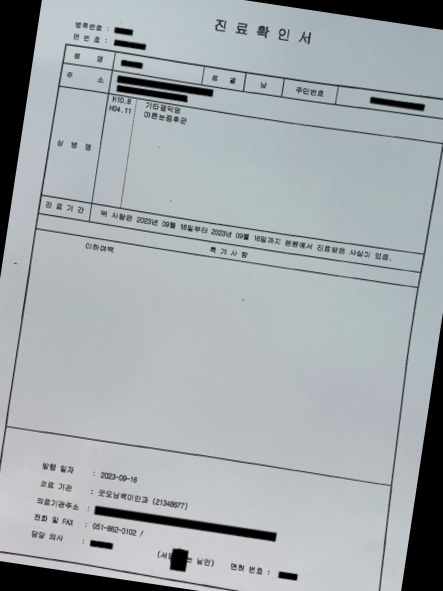 진 료 확 인 서
병록번호 :
연 번 호 :
성 명
성 별 남 주민번호
주 소
H10.8 기타결막염
H04.11 마른눈증후군
상 병 명
진료기간 위 사람은 2023년 09월 16일부터 2023년 09월 16일까지 본원에서 진료받은 사실이 있음.
특기사항
이하여백
발행 일자 : 2023-09-16
진료 기관 : 굿모닝백이안과 (21348677)
의료기관주소 :
전화 및 FAX : 051-862-0102 /
담당 의사 :
(서명 는 날인) 면허 번호 :